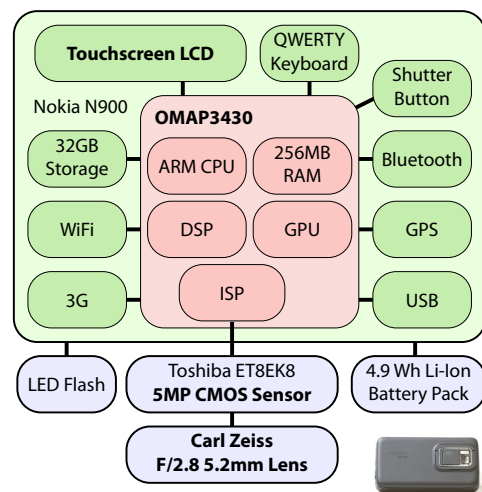 Touchscreen LCD
QWERTY
Keyboard
Shutter
Button
Nokia N900
OMAP3430
32GB
Storage
ARM CPU
256MB
RAM
Bluetooth
WiFi
DSP
GPU
GPS
3G
ISP
USB
LED Flash
Toshiba ET8EK8
5MP CMOS Sensor
4.9 Wh Li-Ion
Battery Pack
Carl Zeiss
F/2.8 5.2mm Lens